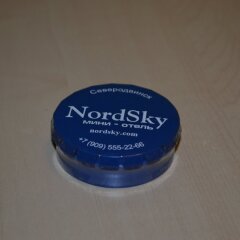 Северодвинск
NordSky
мини - отель
nordsky.com
+7 (909) 555-22-66